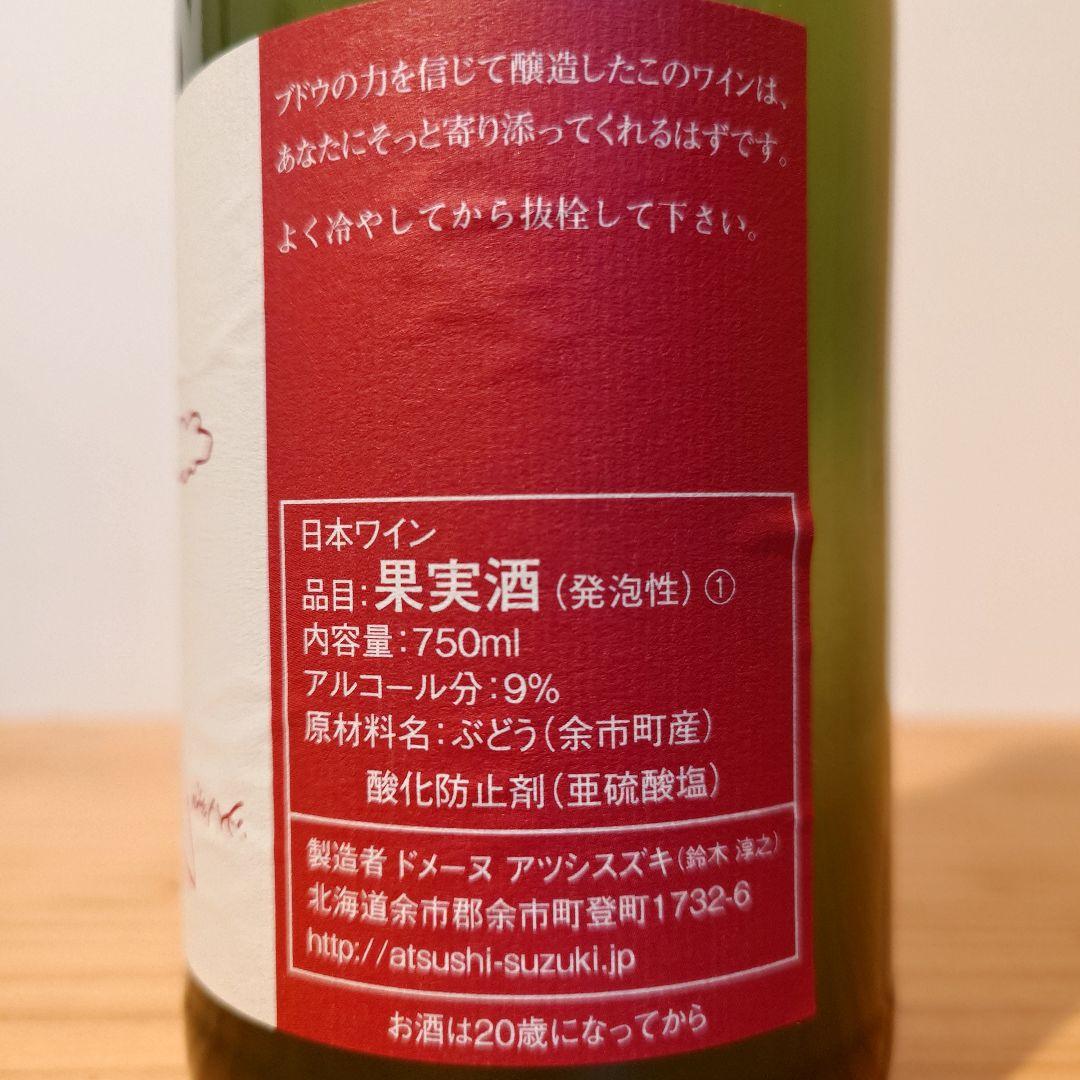 ブドウの力を信じて醸造したこのワインは、
あなたにそっと寄り添ってくれるはずです。
よく冷やしてから抜栓して下さい。
日本ワイン
品目：果実酒（発泡性）①
内容量：750ml
アルコール分：9%
原材料名：ぶどう（余市町産）
酸化防止剤（亜硫酸塩）
製造者 ドメーヌ アツシスズキ（鈴木 淳之）
北海道余市郡余市町登町1732-6
http://atsushi-suzuki.jp
お酒は20歳になってから